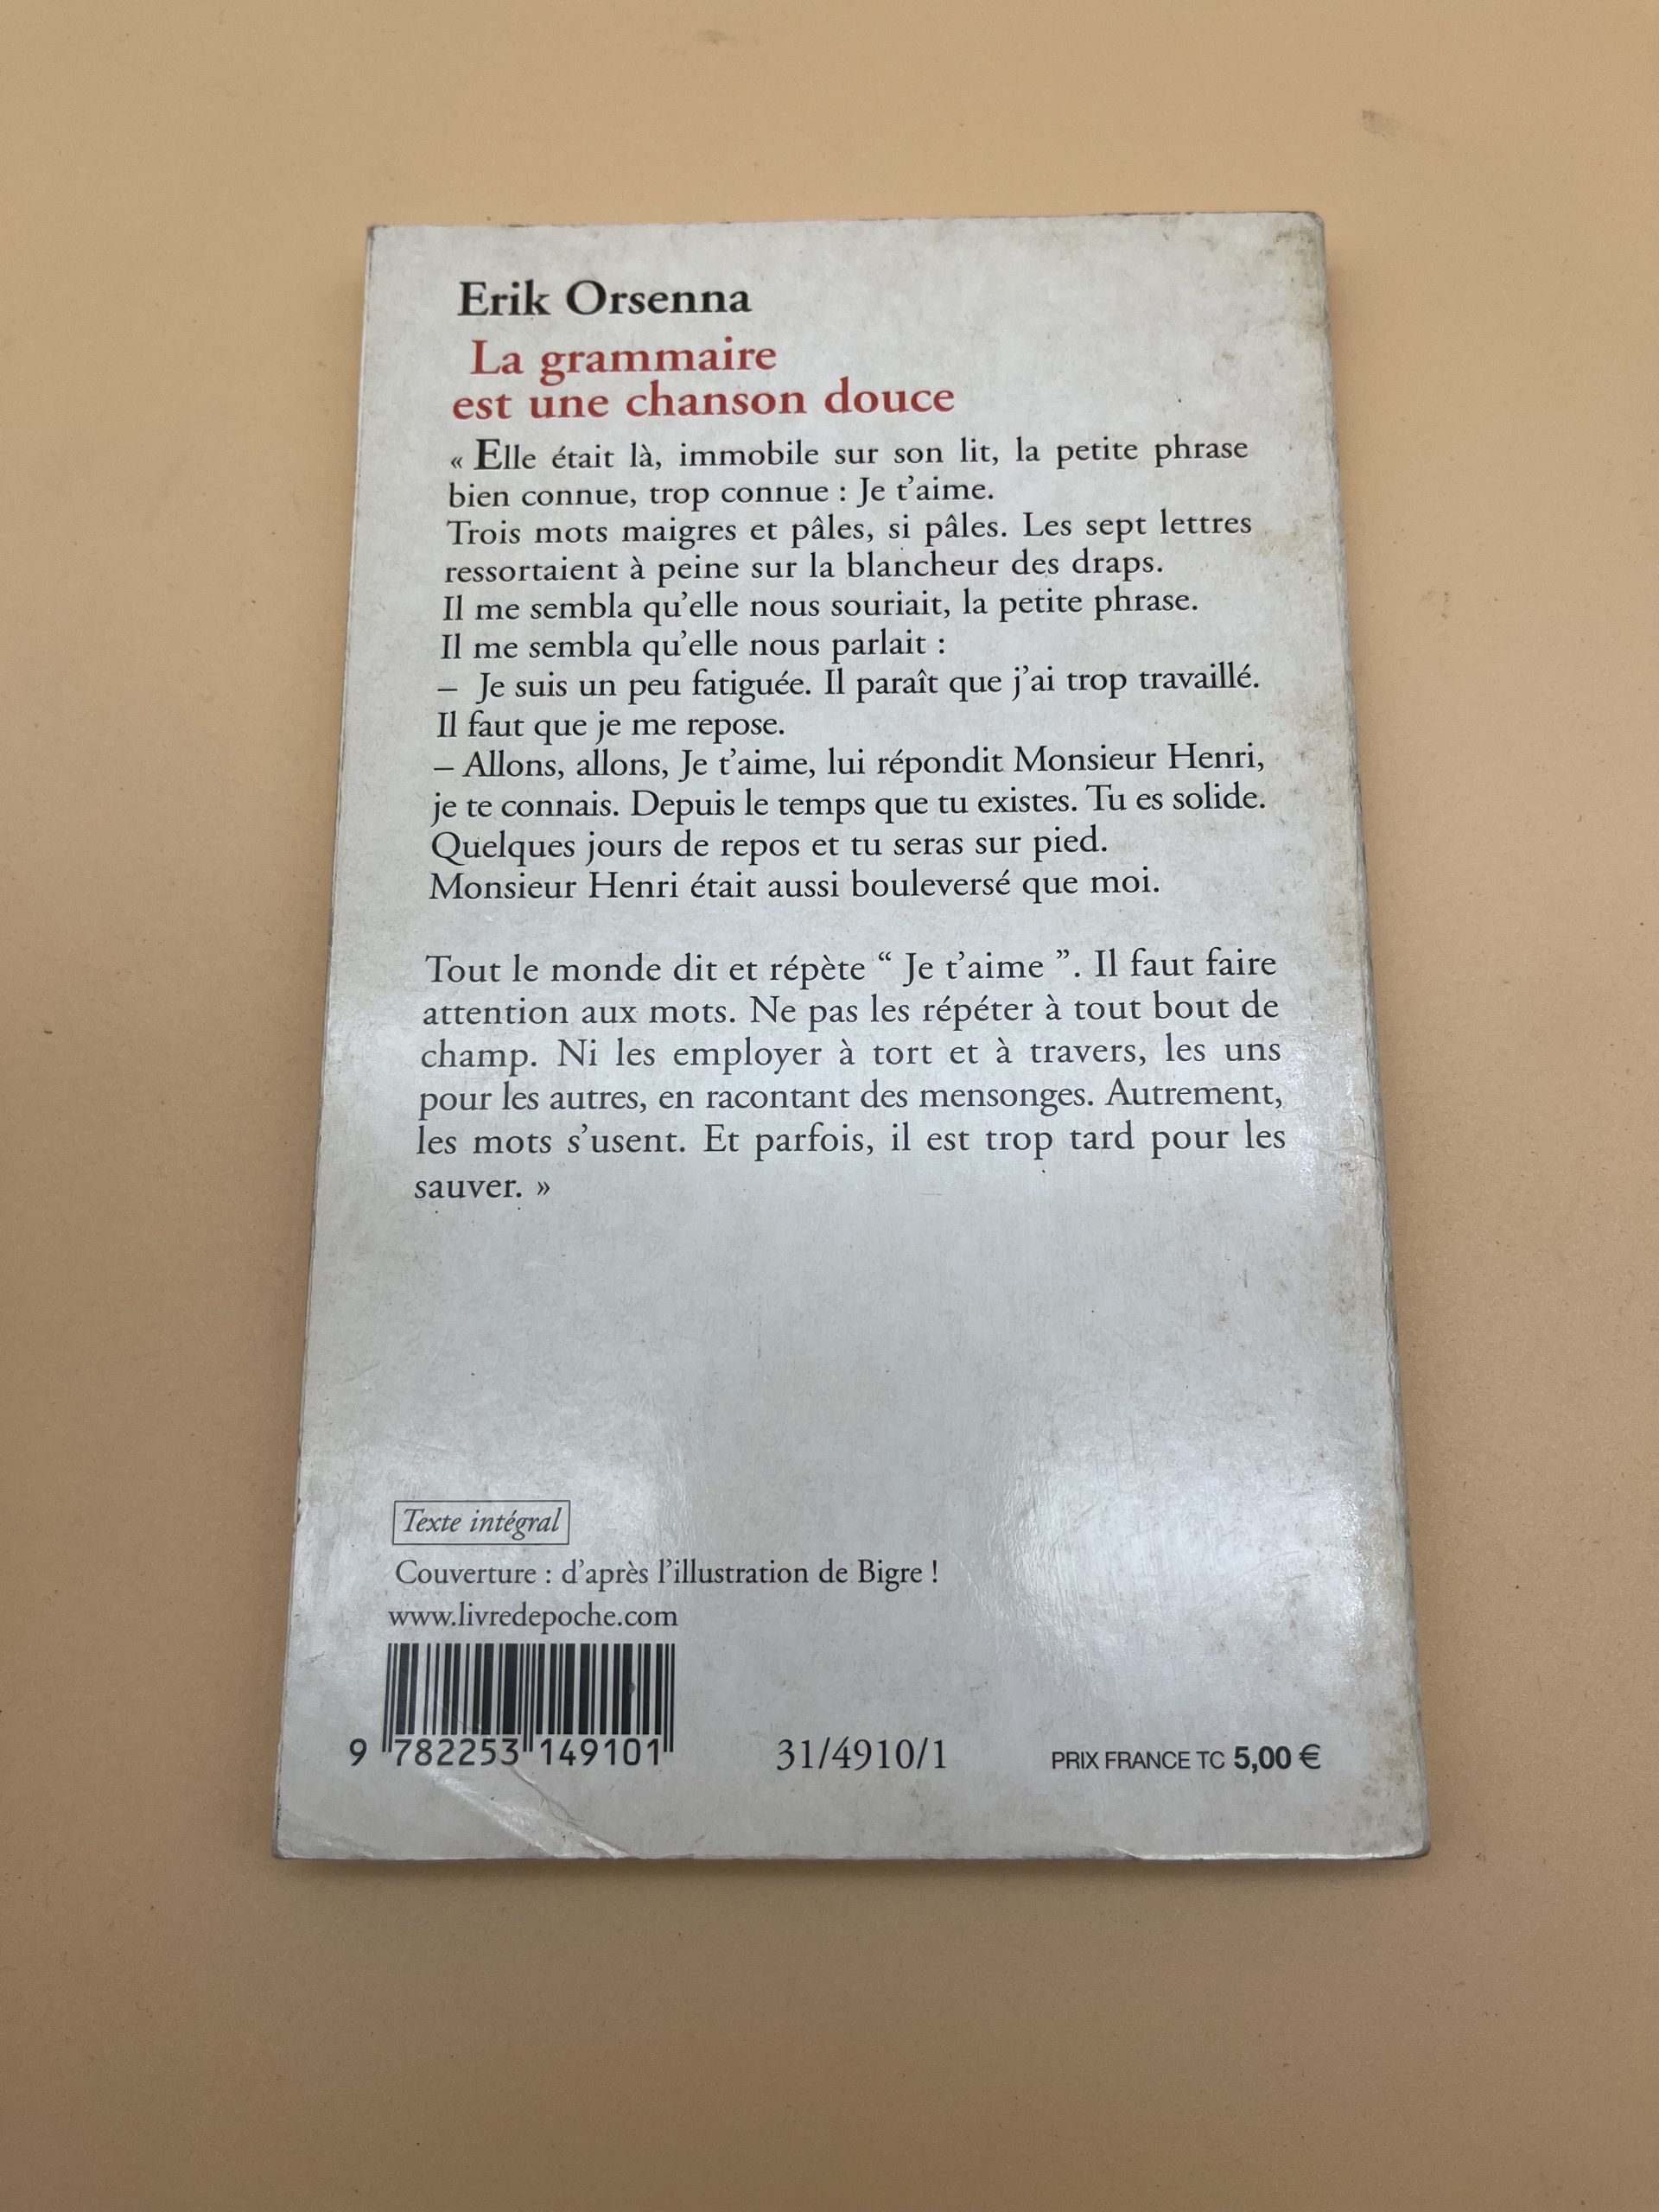 Erik Orsenna
La grammaire
est une chanson douce
« Elle était là, immobile sur son lit, la petite phrase
bien connue, trop connue : Je t’aime.
Trois mots maigres et pâles, si pâles. Les sept lettres
ressortaient à peine sur la blancheur des draps.
Il me sembla qu’elle nous souriait, la petite phrase.
Il me sembla qu’elle nous parlait :
– Je suis un peu fatiguée. Il paraît que j’ai trop travaillé.
Il faut que je me repose.
– Allons, allons, Je t’aime, lui répondit Monsieur Henri,
je te connais. Depuis le temps que tu existes. Tu es solide.
Quelques jours de repos et tu seras sur pied.
Monsieur Henri était aussi bouleversé que moi.
Tout le monde dit et répète “ Je t’aime ”. Il faut faire
attention aux mots. Ne pas les répéter à tout bout de
champ. Ni les employer à tort et à travers, les uns
pour les autres, en racontant des mensonges. Autrement,
les mots s’usent. Et parfois, il est trop tard pour les
sauver. »
Texte intégral
Couverture : d’après l’illustration de Bigre !
www.livredepoche.com
9 782253 149101
31/4910/1
PRIX FRANCE TC 5,00 €